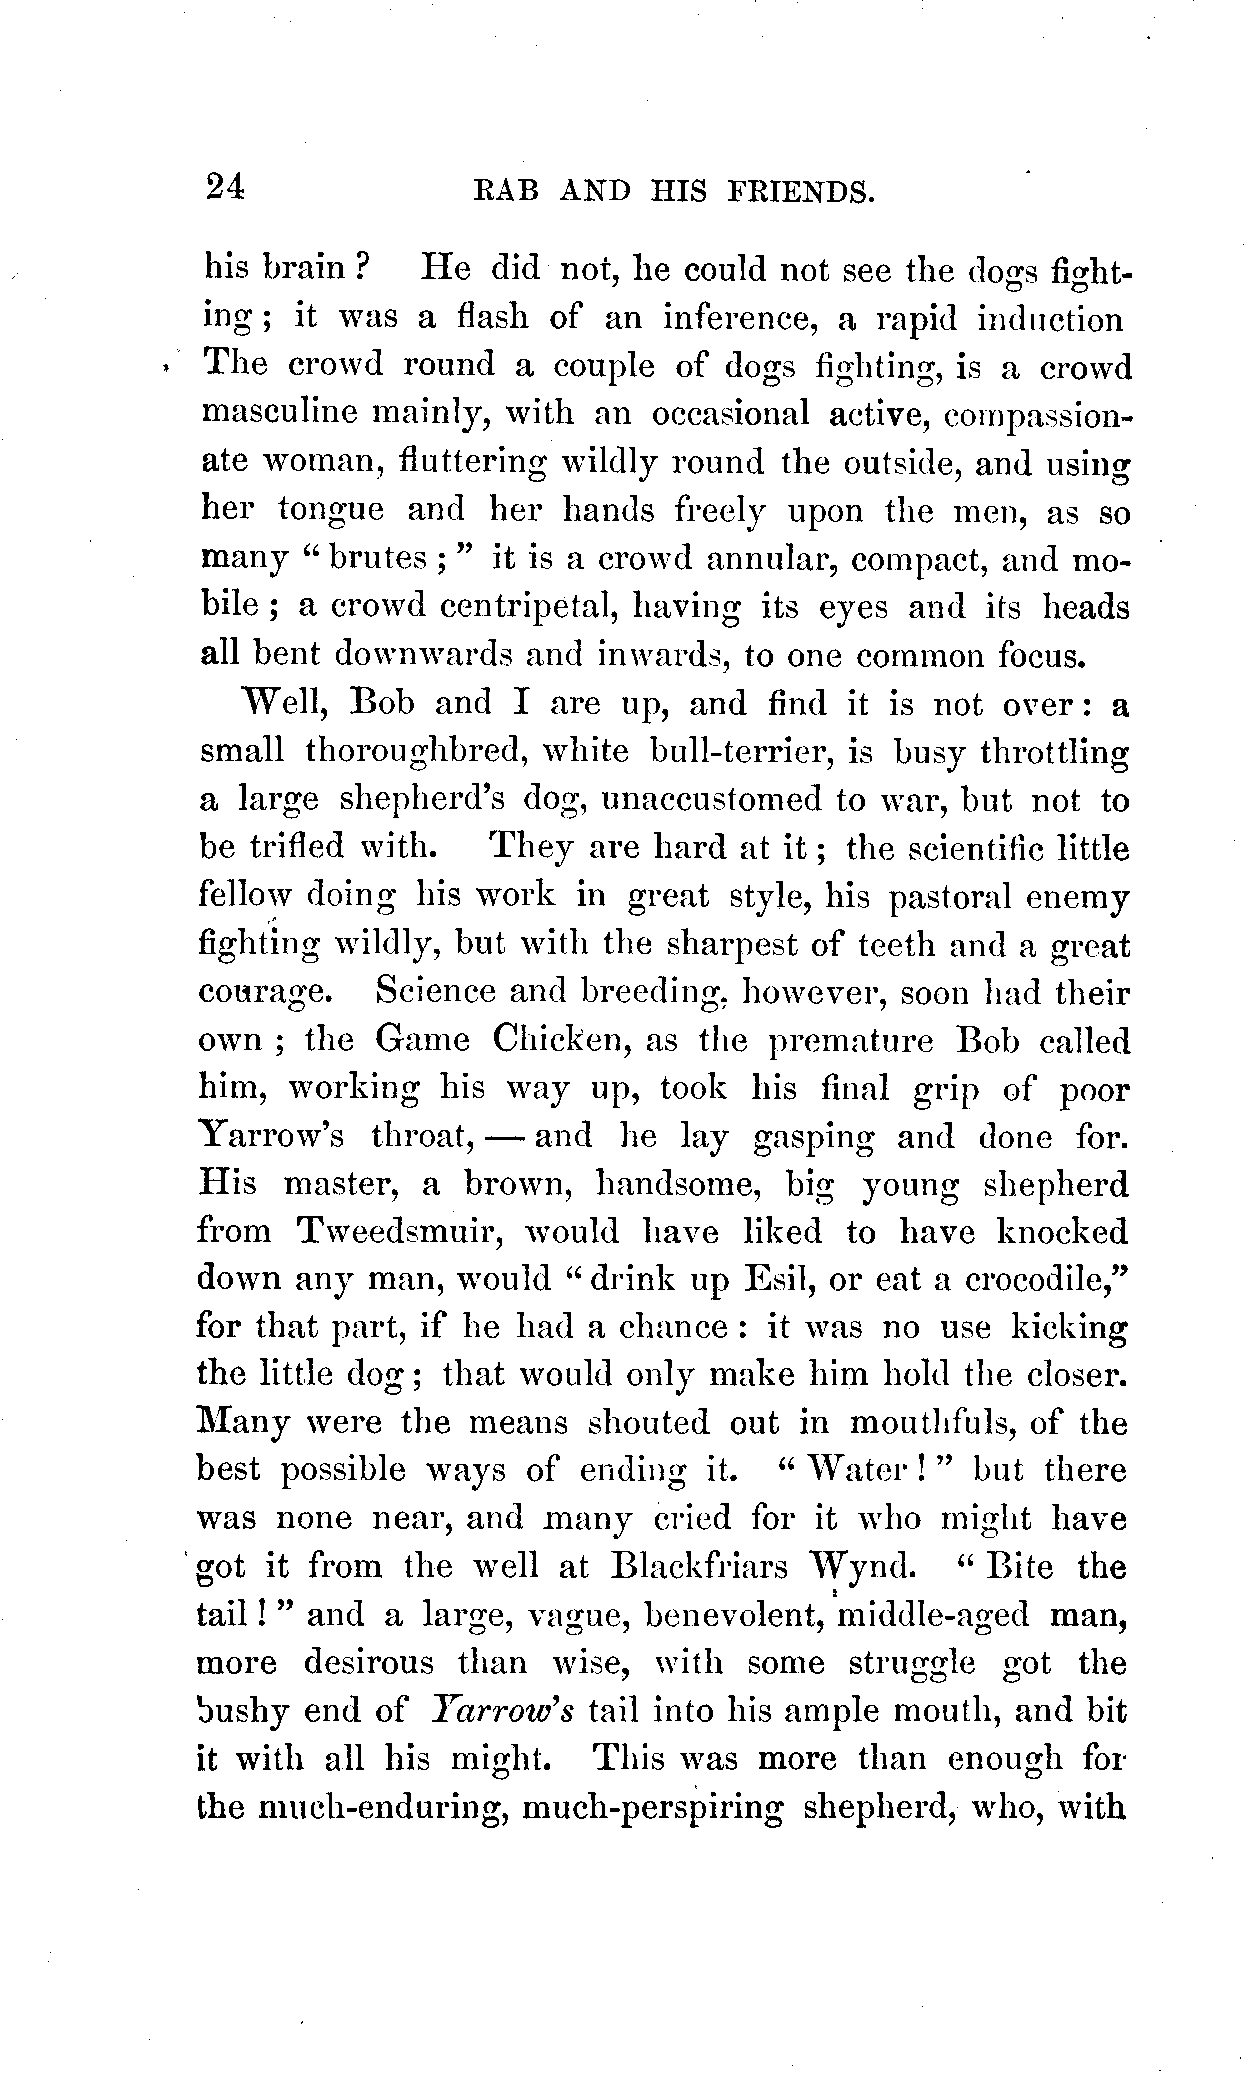 24 RAB AND HIS FRIENDS.
his brain ? He did not, he could not see the dogs fight-
ing ; it was a flash of an inference, a rapid induction
The crowd round a couple of dogs fighting, is a crowd
masculine mainly, with an occasional active, compassion-
ate woman, fluttering wildly round the outside, and using
her tongue and her hands freely upon the men, as so
many " brutes ; " it is a crowd annular, compact, and mo-
bile ; a crowd centripetal, having its eyes and its heads
all bent downwards and inwards, to one common focus.
Well, Bob and I are up, and find it is not over : a
small thoroughbred, white bull-terrier, is busy throttling
a large shepherd's dog, unaccustomed to war, but not to
be trifled with. They are hard at it ; the scientific little
fellow doing his work in great style, his pastoral enemy
fighting wildly, but with the sharpest of teeth and a great
courage. Science and breeding, however, soon had their
own ; the Game Chicken, as the premature Bob called
him, working his way up, took his final grip of poor
Yarrow's throat, — and he lay gasping and done for.
His master, a brown, handsome, big young shepherd
from Tweedsmuir, would have liked to have knocked
down any man, would " drink up Esil, or eat a crocodile,"
for that part, if he had a chance : it was no use kicking
the little dog ; that would only make him hold the closer.
Many were the means shouted out in mouthfuls, of the
best possible ways of ending it. " Water ! " but there
was none near, and many cried for it who might have
got it from the well at Blackfriars Wynd. " Bite the
tail ! " and a large, vague, benevolent, middle-aged man,
more desirous than wise, with some struggle got the
bushy end of Yarrow's tail into his ample mouth, and bit
it with all his might. This was more than enough for
the much-enduring, much-perspiring shepherd, who, with